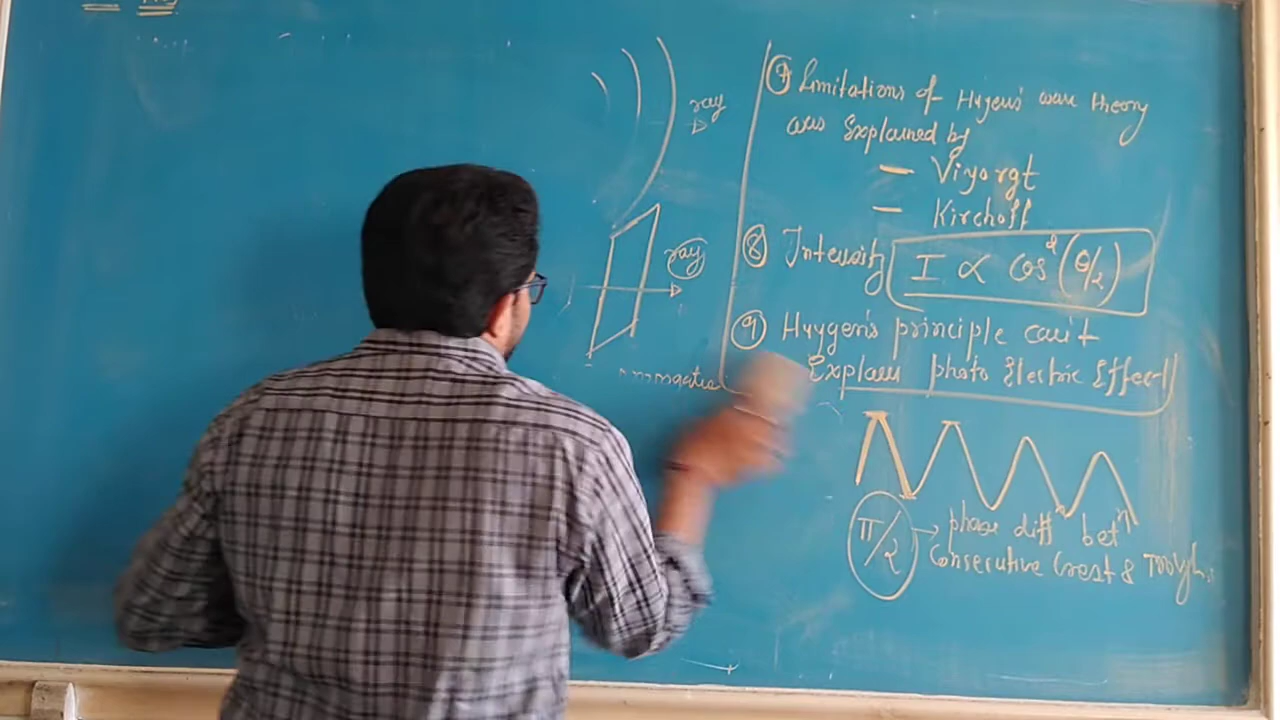 ray
ray
⑦ Limitations of Hygens' wave theory
was Explained by
— Viyorgt
— Kirchoff
⑧ Intensity I ∝ Cos²(θ/2)
⑨ Huygen's principle can't
Explain photo Electric Effect
π/2 → phase diff betⁿ
Consecutive Crest & Trough